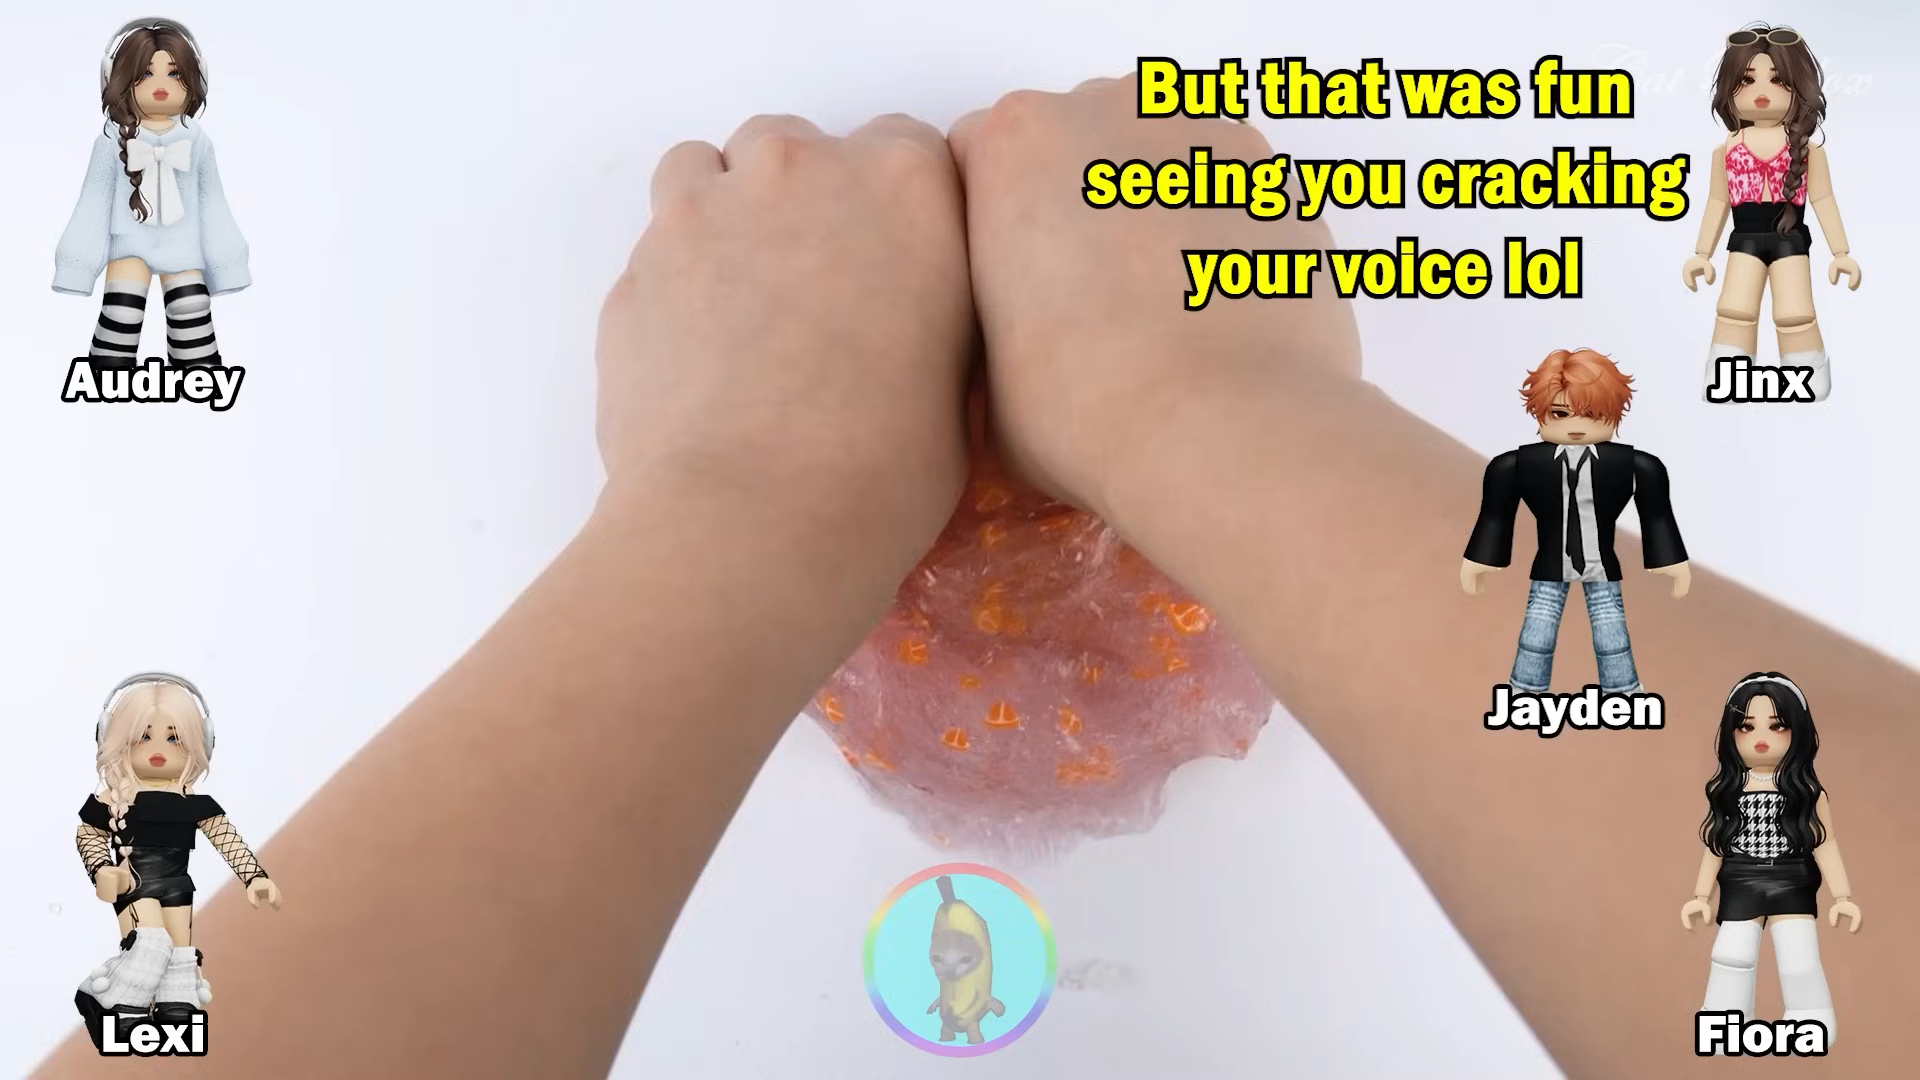 But that was fun
seeing you cracking
your voice lol
Audrey
Jinx
Jayden
Lexi
Fiora